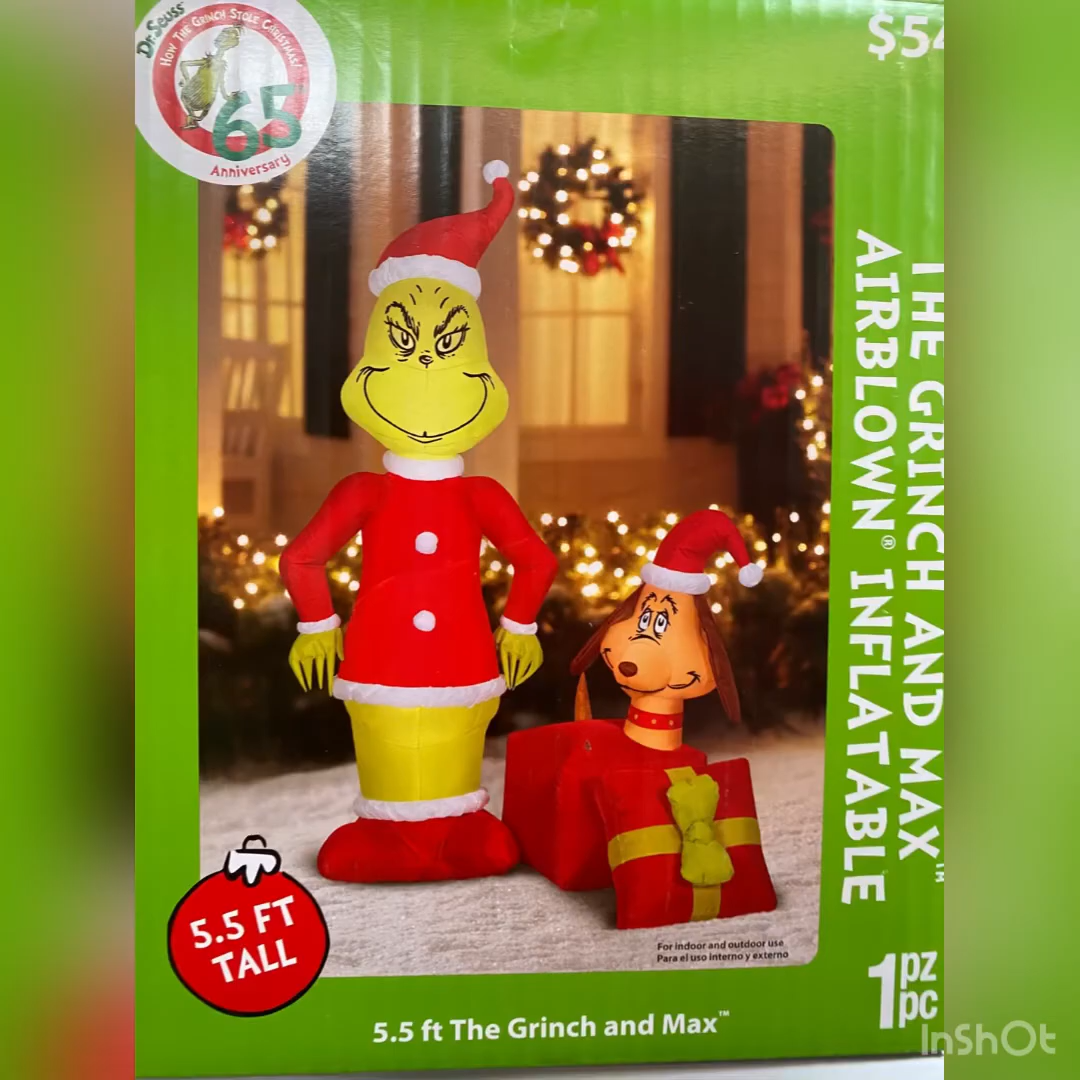 Dr. Seuss
HOW THE GRINCH STOLE CHRISTMAS!
65
Anniversary
THE GRINCH AND MAX™
AIRBLOWN® INFLATABLE
5.5 FT
TALL
For indoor and outdoor use
Para el uso interno y externo
5.5 ft The Grinch and Max™
1 pz
pc
InShOt